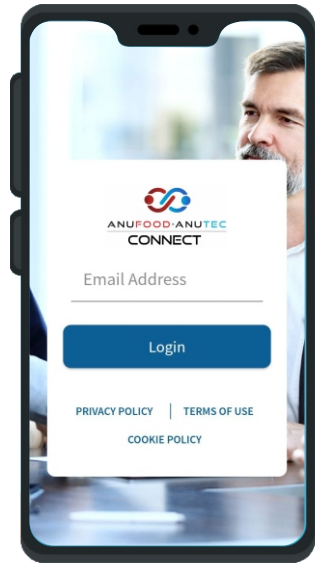 ANUFOOD·ANUTEC
CONNECT
Email Address
Login
PRIVACY POLICY | TERMS OF USE
COOKIE POLICY